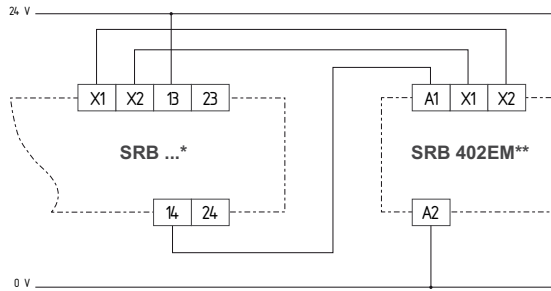 24 V
X1 X2 13 23 A1 X1 X2
SRB ...* SRB 402EM**
14 24 A2
0 V